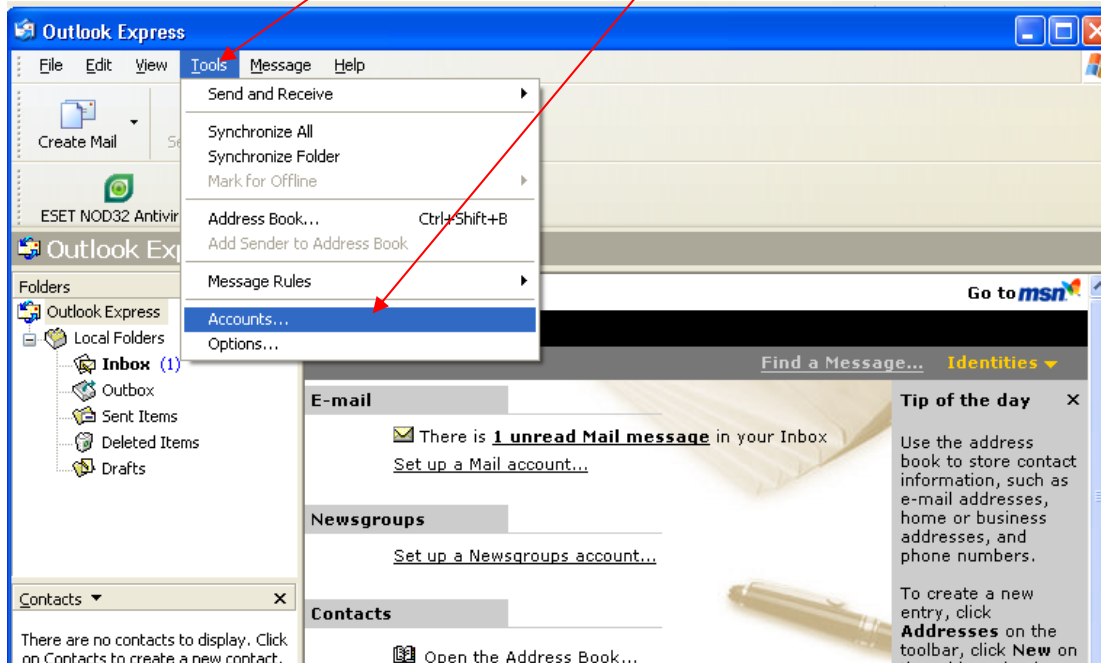 Outlook Express
File Edit View Tools Message Help
Send and Receive
Create Mail
Synchronize All
Synchronize Folder
Mark for Offline
ESET NOD32 Antivir
Address Book... Ctrl+Shift+B
Add Sender to Address Book
Outlook Exp
Message Rules
Accounts...
Options...
Go to msn
Folders
Outlook Express
Local Folders
Inbox (1)
Outbox
Sent Items
Deleted Items
Drafts
Find a Message... Identities
E-mail
There is 1 unread Mail message in your Inbox
Set up a Mail account...
Newsgroups
Set up a Newsgroups account...
Contacts
Open the Address Book...
Tip of the day X
Use the address
book to store contact
information, such as
e-mail addresses,
home or business
addresses, and
phone numbers.
To create a new
entry, click
Addresses on the
toolbar, click New on
Contacts X
There are no contacts to display. Click
on Contacts to create a new contact.